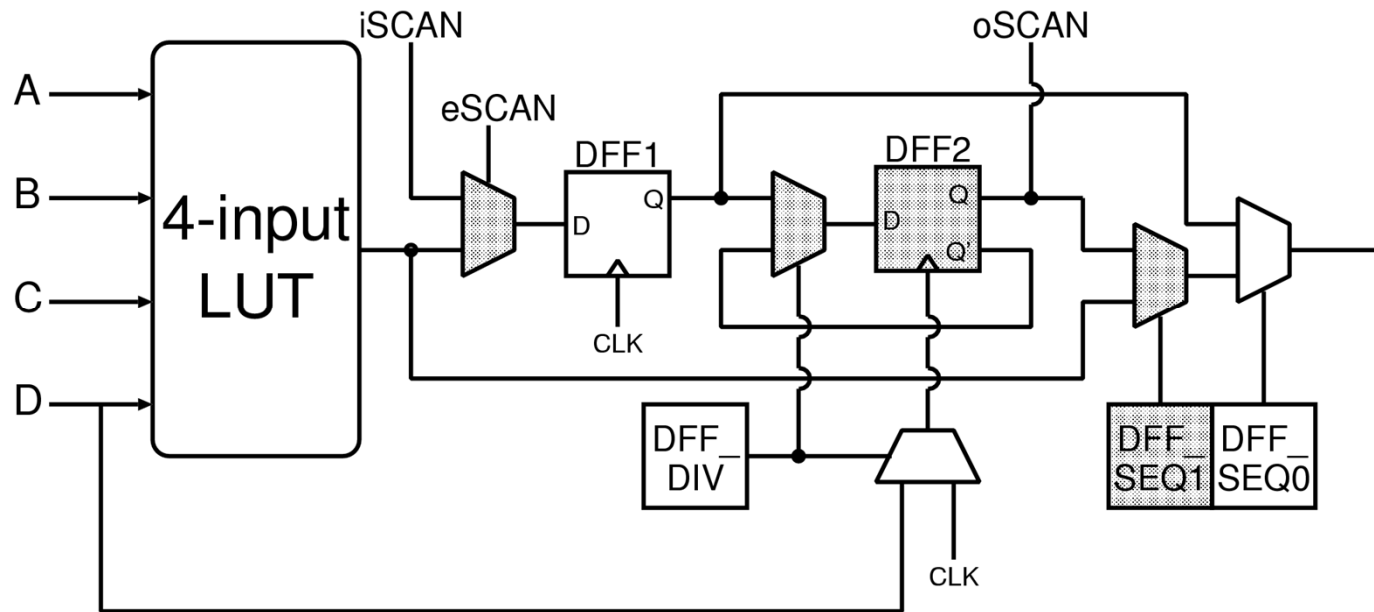 iSCAN
oSCAN
A
eSCAN
DFF1
DFF2
B
4-input
LUT
D
Q
D
Q
Q'
C
CLK
D
DFF_
DIV
DFF_
SEQ1
DFF_
SEQ0
CLK